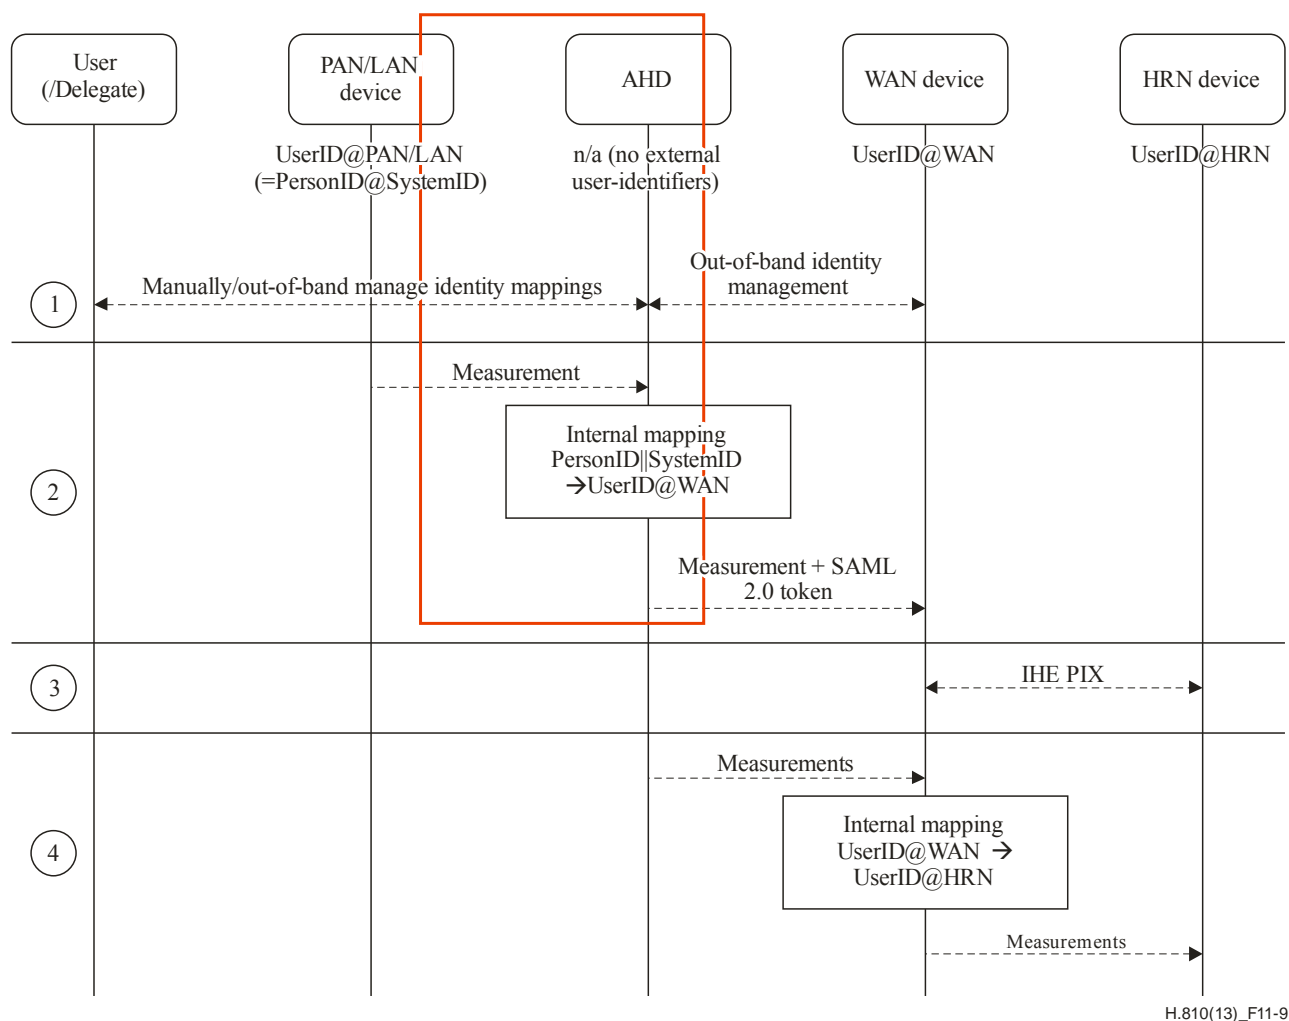 User
(/Delegate)
PAN/LAN
device
AHD
WAN device
HRN device
UserID@PAN/LAN
(=PersonID@SystemID)
n/a (no external
user-identifiers)
UserID@WAN
UserID@HRN
1
Manually/out-of-band manage identity mappings
Out-of-band identity
management
2
Measurement
Internal mapping
PersonID||SystemID
→UserID@WAN
Measurement + SAML
2.0 token
3
IHE PIX
4
Measurements
Internal mapping
UserID@WAN →
UserID@HRN
Measurements
H.810(13)_F11-9